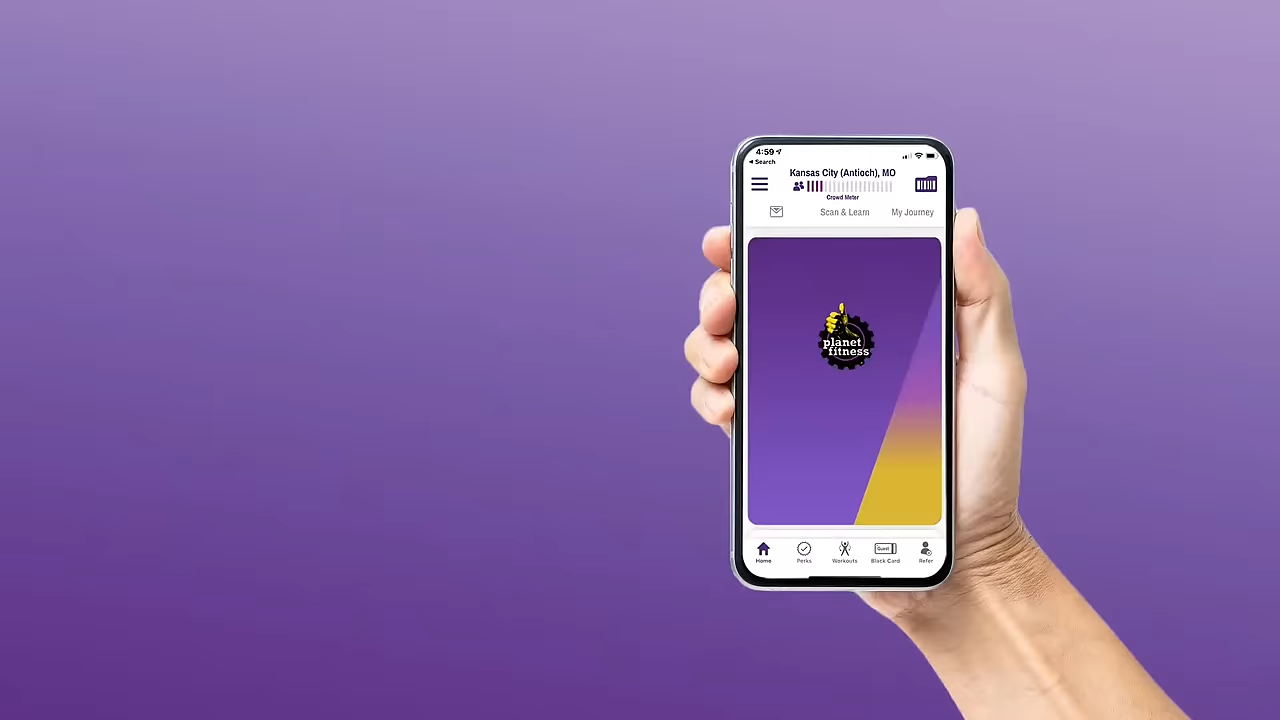 4:59
Search
Kansas City (Antioch), MO
Crowd Meter
Scan & Learn
My Journey
planet
fitness
Guest
Home
Perks
Workouts
Black Card
Refer